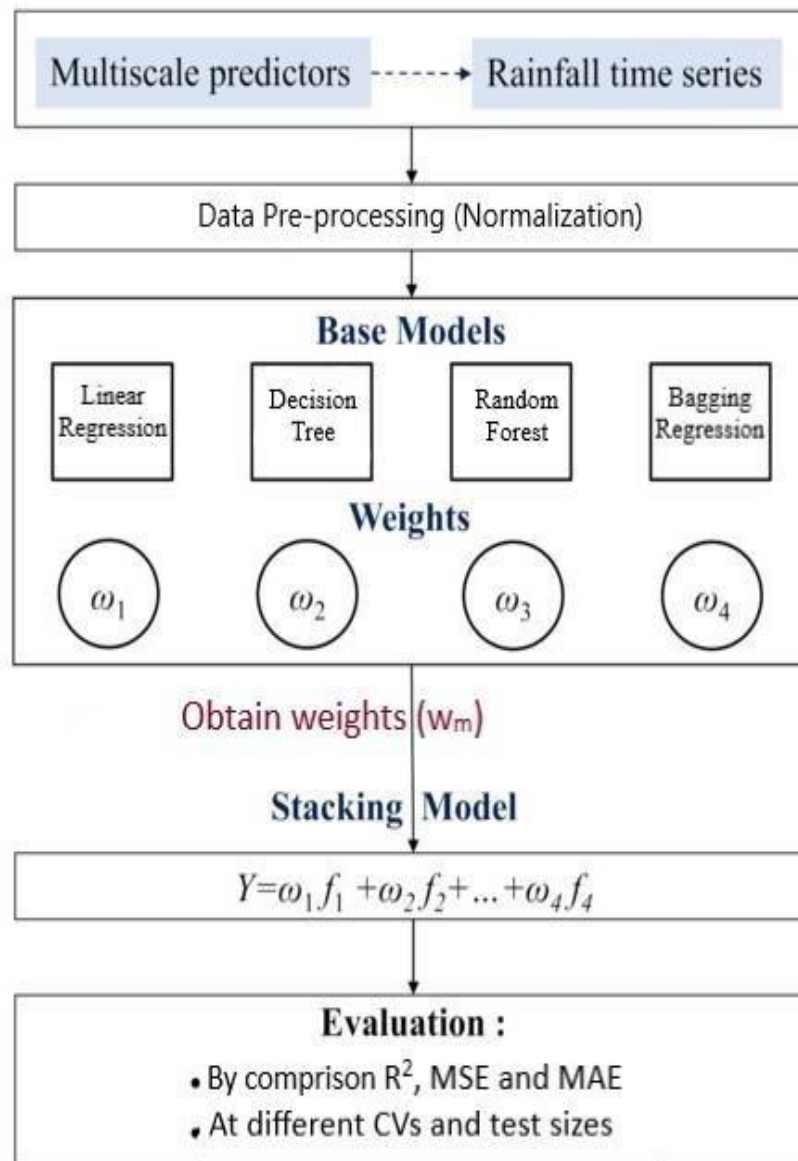 Multiscale predictors Rainfall time series
Data Pre-processing (Normalization)
Base Models
Linear Regression
Decision Tree
Random Forest
Bagging Regression
Weights
ω₁ ω₂ ω₃ ω₄
Obtain weights (wₘ)
Stacking Model
Y=ω₁f₁+ω₂f₂+...+ω₄f₄
Evaluation :
• By comprison R², MSE and MAE
• At different CVs and test sizes